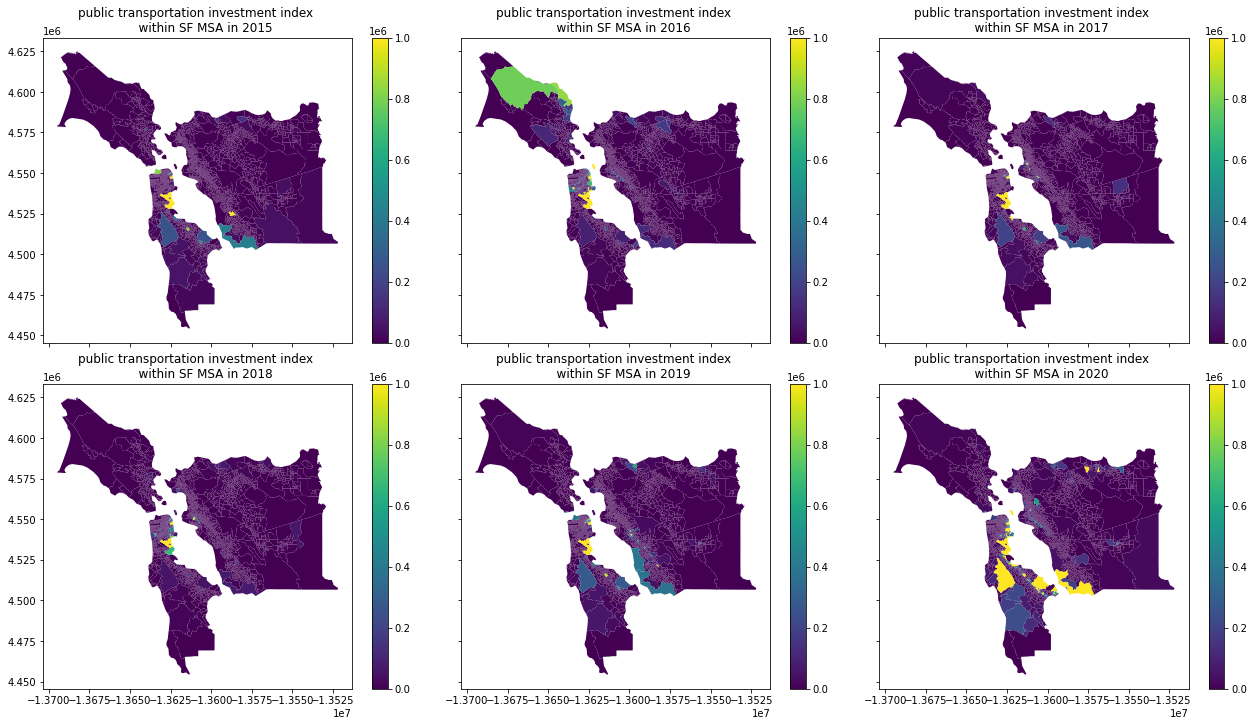 public transportation investment index
within SF MSA in 2015
public transportation investment index
within SF MSA in 2016
public transportation investment index
within SF MSA in 2017
1e6
1e6
1e6
1e6
4.625
4.600
4.575
4.550
4.525
4.500
4.475
4.450
1.0
0.8
0.6
0.4
0.2
0.0
1.0
0.8
0.6
0.4
0.2
0.0
1.0
0.8
0.6
0.4
0.2
0.0
public transportation investment index
within SF MSA in 2018
public transportation investment index
within SF MSA in 2019
public transportation investment index
within SF MSA in 2020
1e6
1e6
1e6
1e6
4.625
4.600
4.575
4.550
4.525
4.500
4.475
4.450
1.0
0.8
0.6
0.4
0.2
0.0
1.0
0.8
0.6
0.4
0.2
0.0
1.0
0.8
0.6
0.4
0.2
0.0
−1.3700−1.3675−1.3650−1.3625−1.3600−1.3575−1.3550−1.3525
1e7
−1.3700−1.3675−1.3650−1.3625−1.3600−1.3575−1.3550−1.3525
1e7
−1.3700−1.3675−1.3650−1.3625−1.3600−1.3575−1.3550−1.3525
1e7